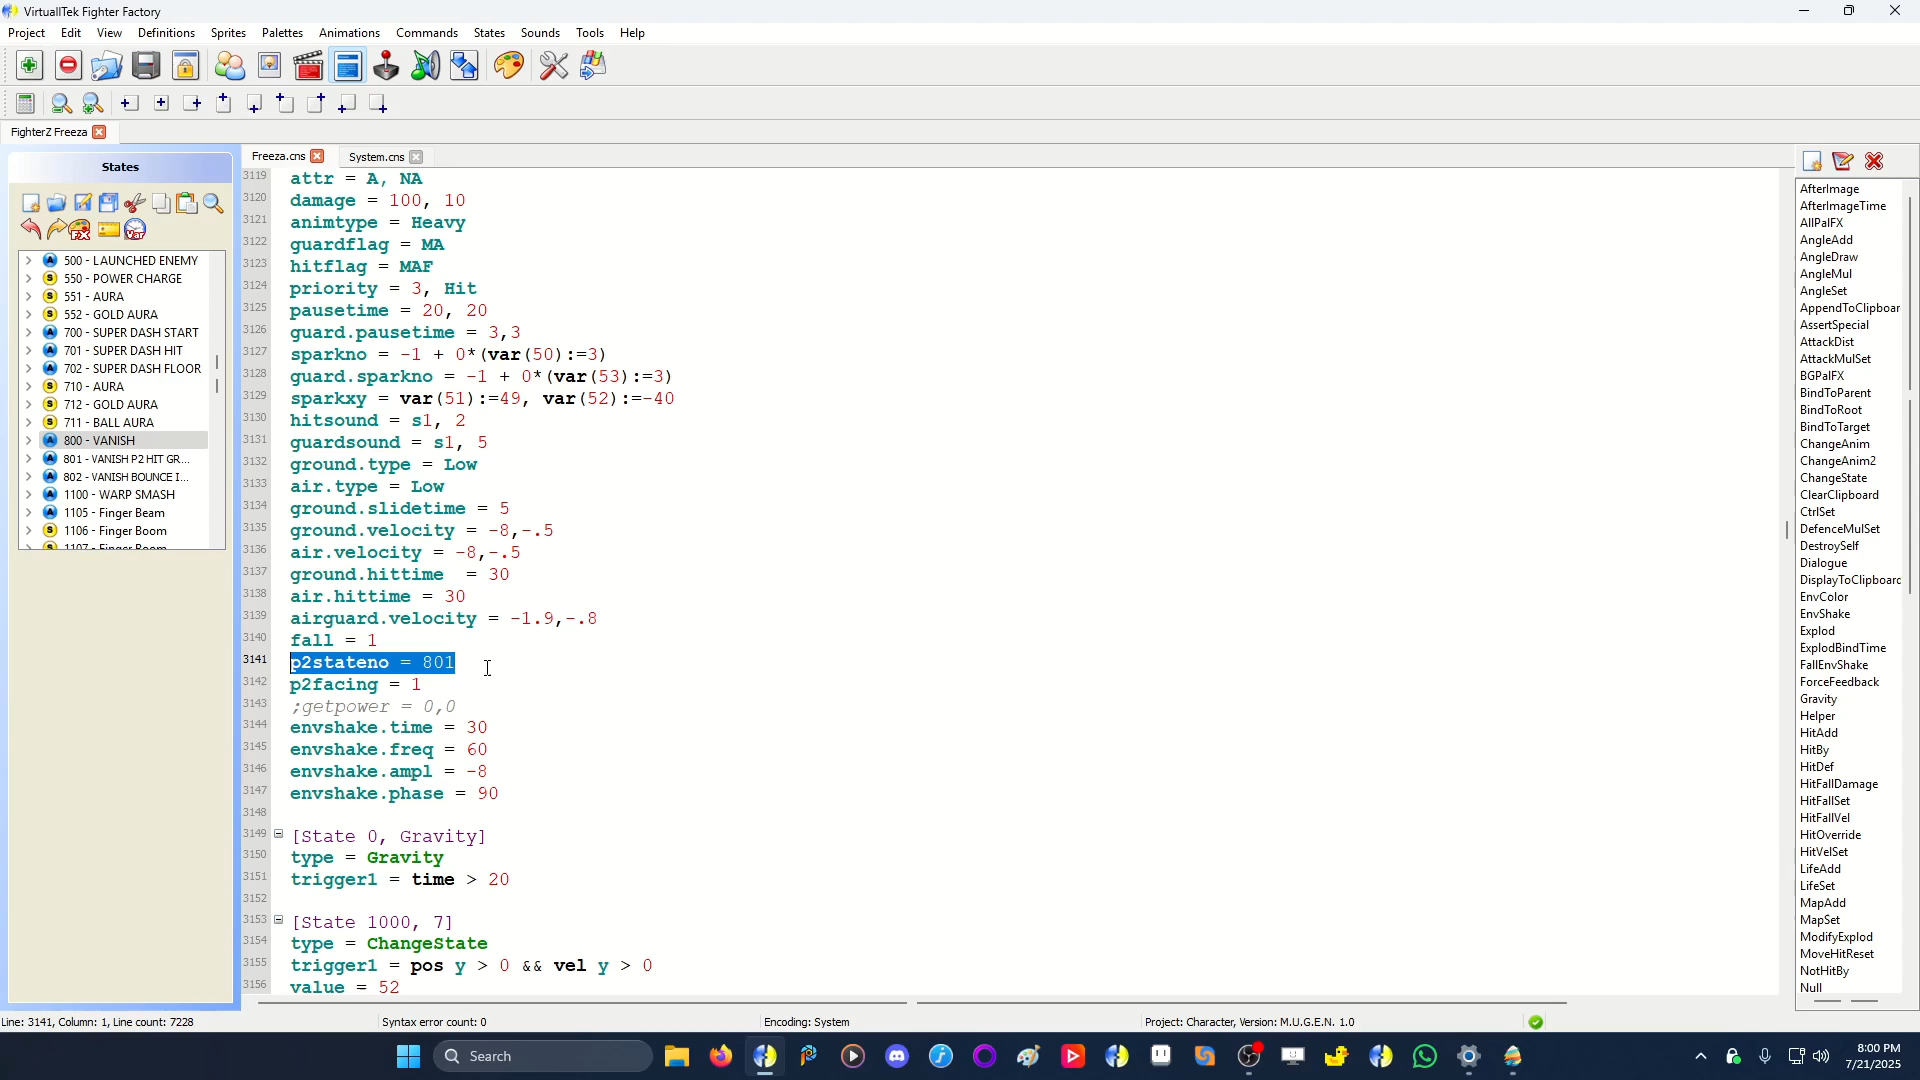 VirtuallTek Fighter Factory
Project Edit View Definitions Sprites Palettes Animations Commands States Sounds Tools Help
FighterZ Freeza
States
500 - LAUNCHED ENEMY
550 - POWER CHARGE
551 - AURA
552 - GOLD AURA
700 - SUPER DASH START
701 - SUPER DASH HIT
702 - SUPER DASH FLOOR
710 - AURA
712 - GOLD AURA
711 - BALL AURA
800 - VANISH
801 - VANISH P2 HIT GR...
802 - VANISH BOUNCE I...
1100 - WARP SMASH
1105 - Finger Beam
1106 - Finger Boom
1107 - Finger Boom
Freeza.cns System.cns
3119 attr = A, NA
3120 damage = 100, 10
3121 animtype = Heavy
3122 guardflag = MA
3123 hitflag = MAF
3124 priority = 3, Hit
3125 pausetime = 20, 20
3126 guard.pausetime = 3,3
3127 sparkno = -1 + 0*(var(50):=3)
3128 guard.sparkno = -1 + 0*(var(53):=3)
3129 sparkxy = var(51):=49, var(52):=-40
3130 hitsound = s1, 2
3131 guardsound = s1, 5
3132 ground.type = Low
3133 air.type = Low
3134 ground.slidetime = 5
3135 ground.velocity = -8,-.5
3136 air.velocity = -8,-.5
3137 ground.hittime  = 30
3138 air.hittime = 30
3139 airguard.velocity = -1.9,-.8
3140 fall = 1
3141 p2stateno = 801
3142 p2facing = 1
3143 ;getpower = 0,0
3144 envshake.time = 30
3145 envshake.freq = 60
3146 envshake.ampl = -8
3147 envshake.phase = 90
3148
3149 [State 0, Gravity]
3150 type = Gravity
3151 trigger1 = time > 20
3152
3153 [State 1000, 7]
3154 type = ChangeState
3155 trigger1 = pos y > 0 && vel y > 0
3156 value = 52
AfterImage
AfterImageTime
AllPalFX
AngleAdd
AngleDraw
AngleMul
AngleSet
AppendToClipboar
AssertSpecial
AttackDist
AttackMulSet
BGPalFX
BindToParent
BindToRoot
BindToTarget
ChangeAnim
ChangeAnim2
ChangeState
ClearClipboard
CtrlSet
DefenceMulSet
DestroySelf
Dialogue
DisplayToClipboard
EnvColor
EnvShake
Explod
ExplodBindTime
FallEnvShake
ForceFeedback
Gravity
Helper
HitAdd
HitBy
HitDef
HitFallDamage
HitFallSet
HitFallVel
HitOverride
HitVelSet
LifeAdd
LifeSet
MapAdd
MapSet
ModifyExplod
MoveHitReset
NotHitBy
Null
Line: 3141, Column: 1, Line count: 7228 Syntax error count: 0 Encoding: System Project: Character, Version: M.U.G.E.N. 1.0
Search
8:00 PM
7/21/2025